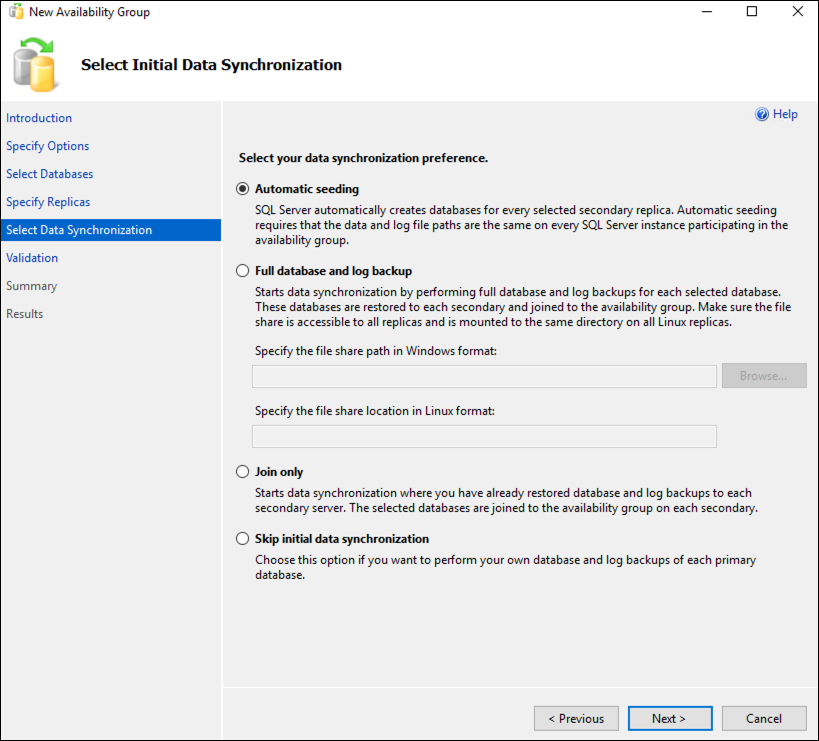 New Availability Group
Select Initial Data Synchronization
Introduction
Specify Options
Select Databases
Specify Replicas
Select Data Synchronization
Validation
Summary
Results
Help
Select your data synchronization preference.
Automatic seeding
SQL Server automatically creates databases for every selected secondary replica. Automatic seeding
requires that the data and log file paths are the same on every SQL Server instance participating in the
availability group.
Full database and log backup
Starts data synchronization by performing full database and log backups for each selected database.
These databases are restored to each secondary and joined to the availability group. Make sure the file
share is accessible to all replicas and is mounted to the same directory on all Linux replicas.
Specify the file share path in Windows format:
Browse...
Specify the file share location in Linux format:
Join only
Starts data synchronization where you have already restored database and log backups to each
secondary server. The selected databases are joined to the availability group on each secondary.
Skip initial data synchronization
Choose this option if you want to perform your own database and log backups of each primary
database.
< Previous
Next >
Cancel